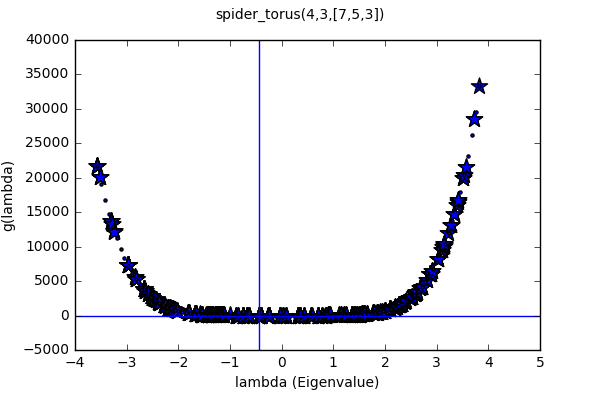 spider_torus(4,3,[7,5,3])
40000
35000
30000
25000
20000
15000
10000
5000
0
−5000
g(lambda)
−4 −3 −2 −1 0 1 2 3 4 5
lambda (Eigenvalue)